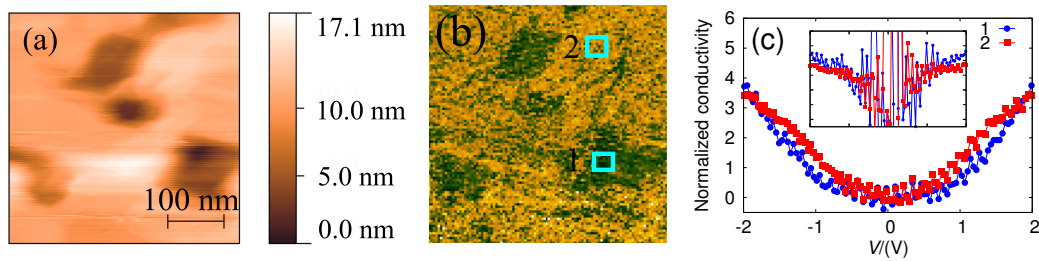 (a)
100 nm
17.1 nm
10.0 nm
5.0 nm
0.0 nm
(b)
2
1
(c)
1
2
Normalized conductivity
6
5
4
3
2
1
0
-2
-1
0
1
2
V/(V)